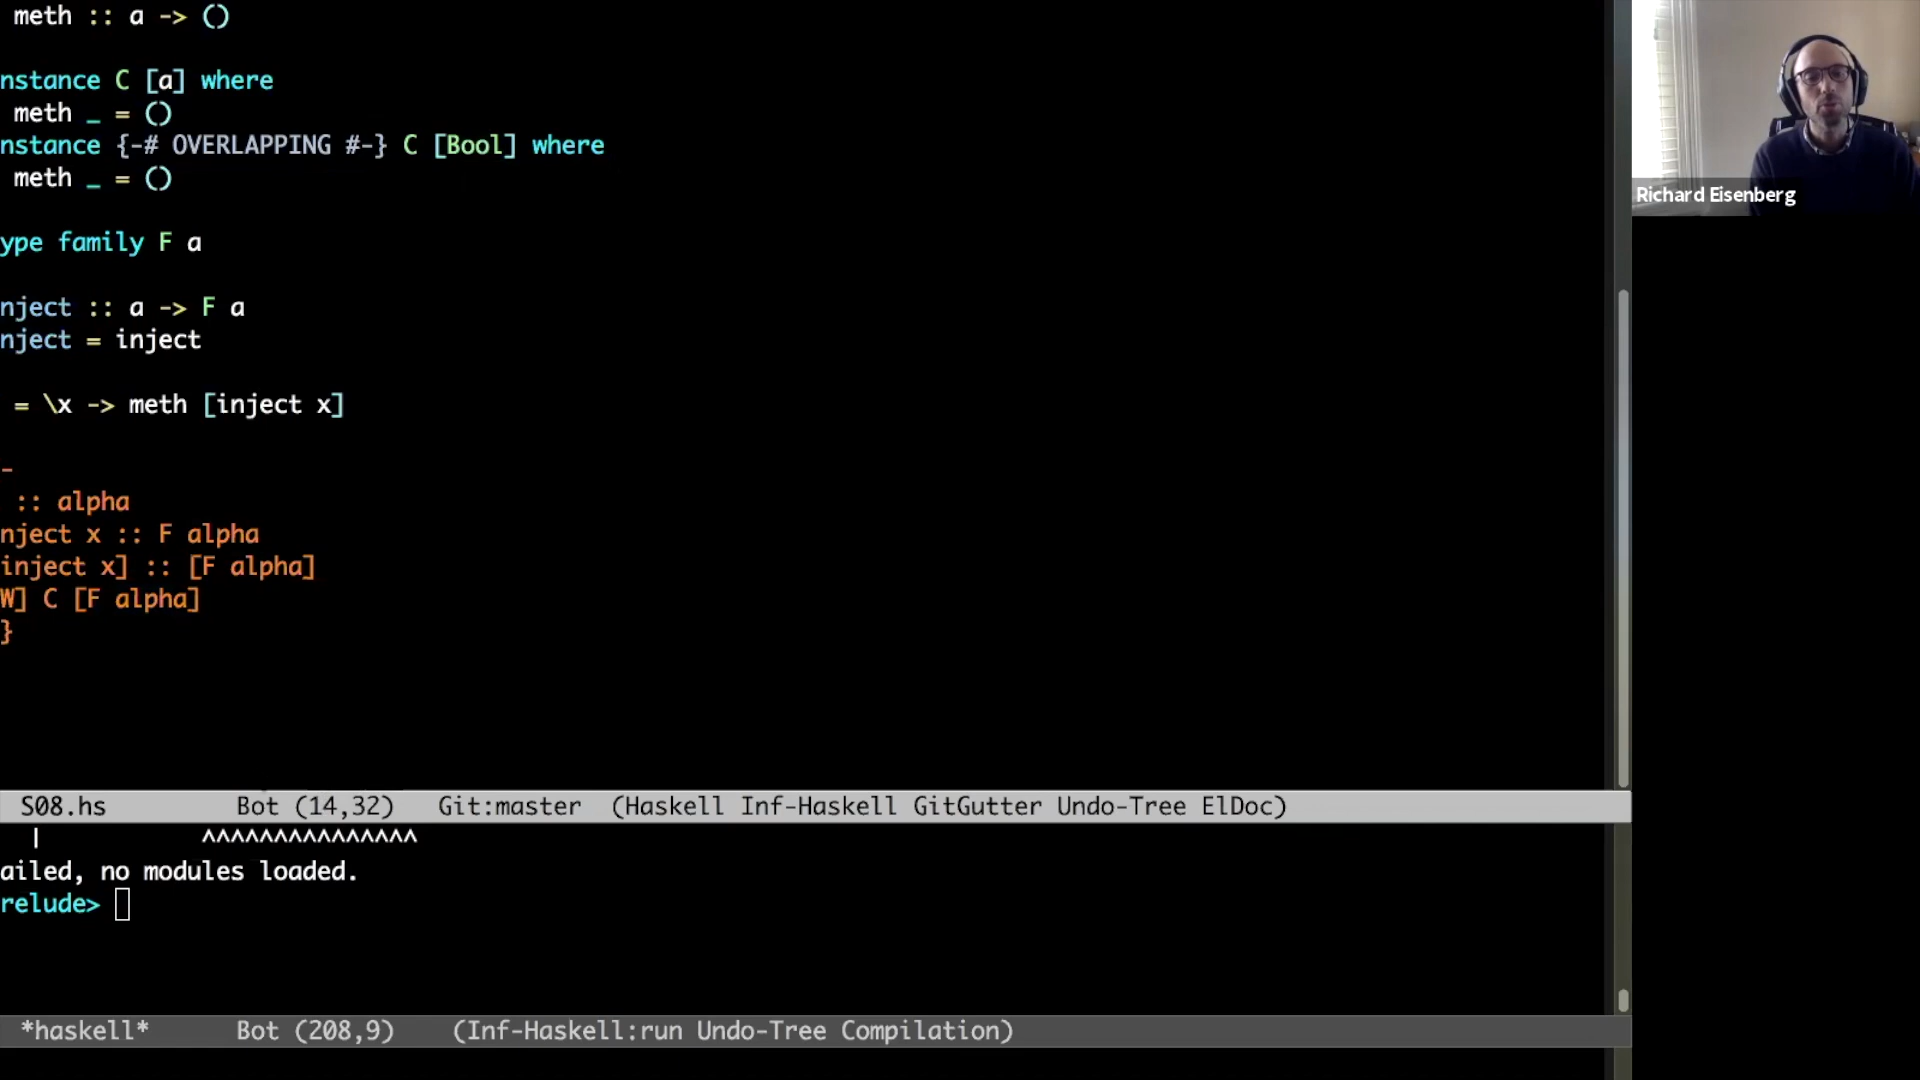 meth :: a -> ()
nstance C [a] where
meth _ = ()
nstance {-# OVERLAPPING #-} C [Bool] where
meth _ = ()
ype family F a
nject :: a -> F a
nject = inject
= \x -> meth [inject x]
-
:: alpha
nject x :: F alpha
inject x] :: [F alpha]
W] C [F alpha]
}
S08.hs Bot (14,32) Git:master (Haskell Inf-Haskell GitGutter Undo-Tree ElDoc)
| ^^^^^^^^^^^^^^^
ailed, no modules loaded.
relude>
*haskell* Bot (208,9) (Inf-Haskell:run Undo-Tree Compilation)
Richard Eisenberg